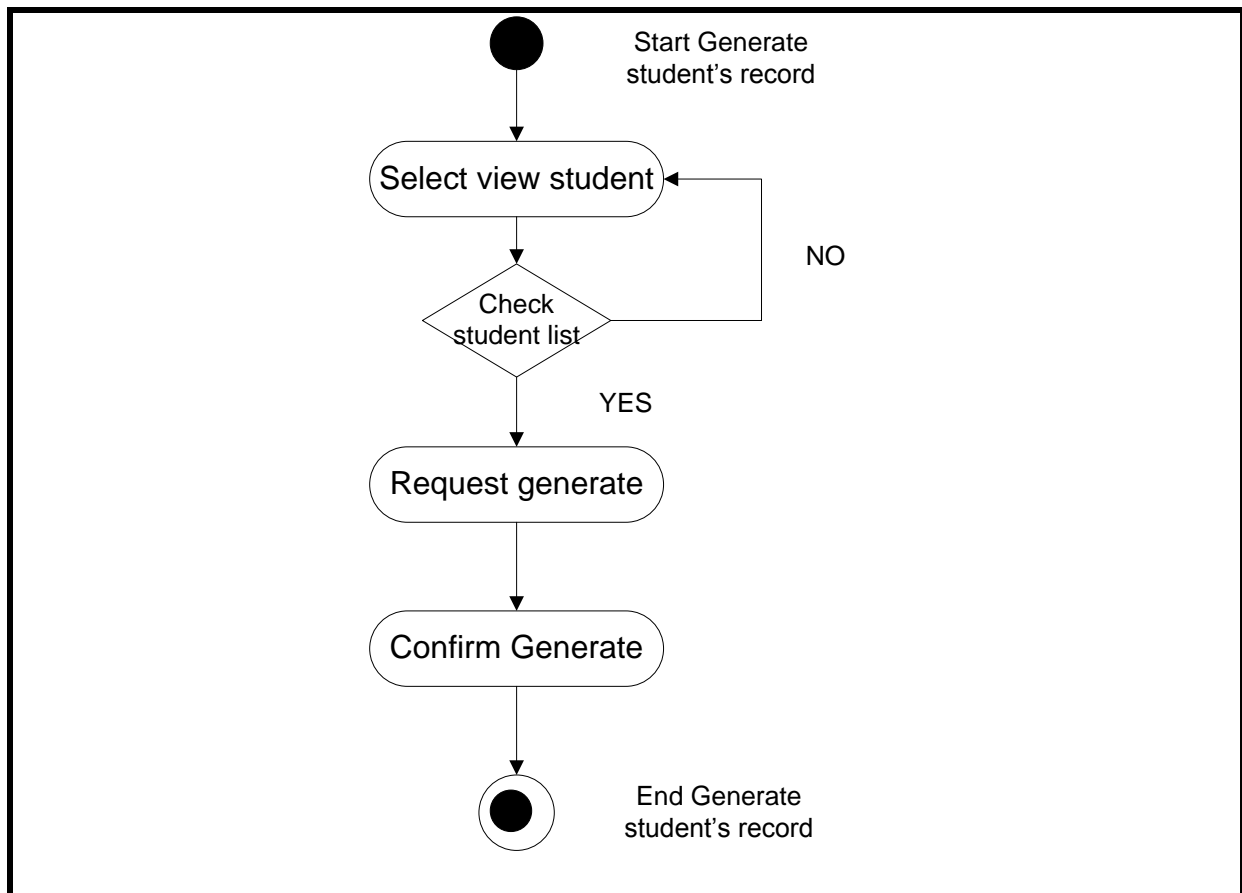 Start Generate
student's record
Select view student
NO
Check
student list
YES
Request generate
Confirm Generate
End Generate
student's record